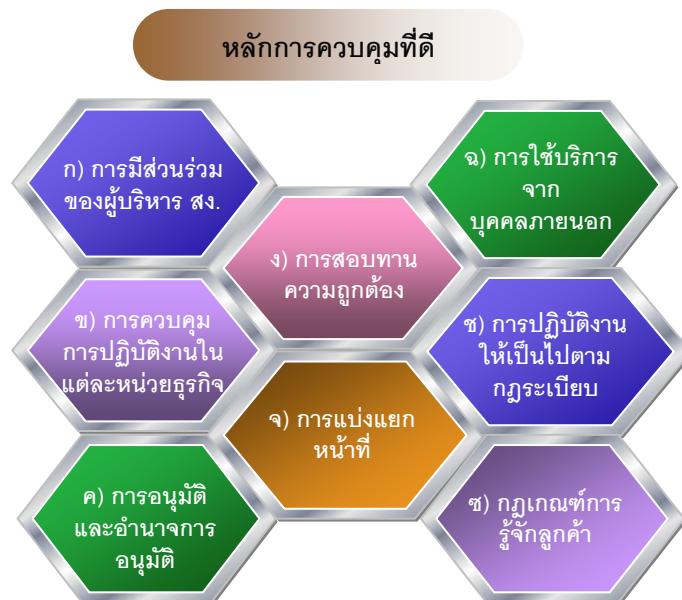 หลักการควบคุมที่ดี
ก) การมีส่วนร่วม
ของผู้บริหาร สง.
ข) การควบคุม
การปฏิบัติงานใน
แต่ละหน่วยธุรกิจ
ค) การอนุมัติ
และอำนาจการ
อนุมัติ
ง) การสอบทาน
ความถูกต้อง
จ) การแบ่งแยก
หน้าที่
ฉ) การใช้บริการ
จาก
บุคคลภายนอก
ช) การปฏิบัติงาน
ให้เป็นไปตาม
กฎระเบียบ
ซ) กฎเกณฑ์การ
รู้จักลูกค้า